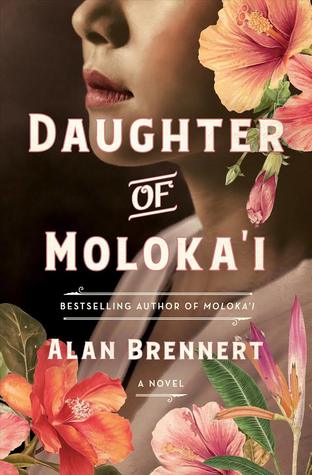 DAUGHTER
OF
MOLOKA'I
BESTSELLING AUTHOR OF MOLOKA'I
ALAN BRENNERT
A NOVEL